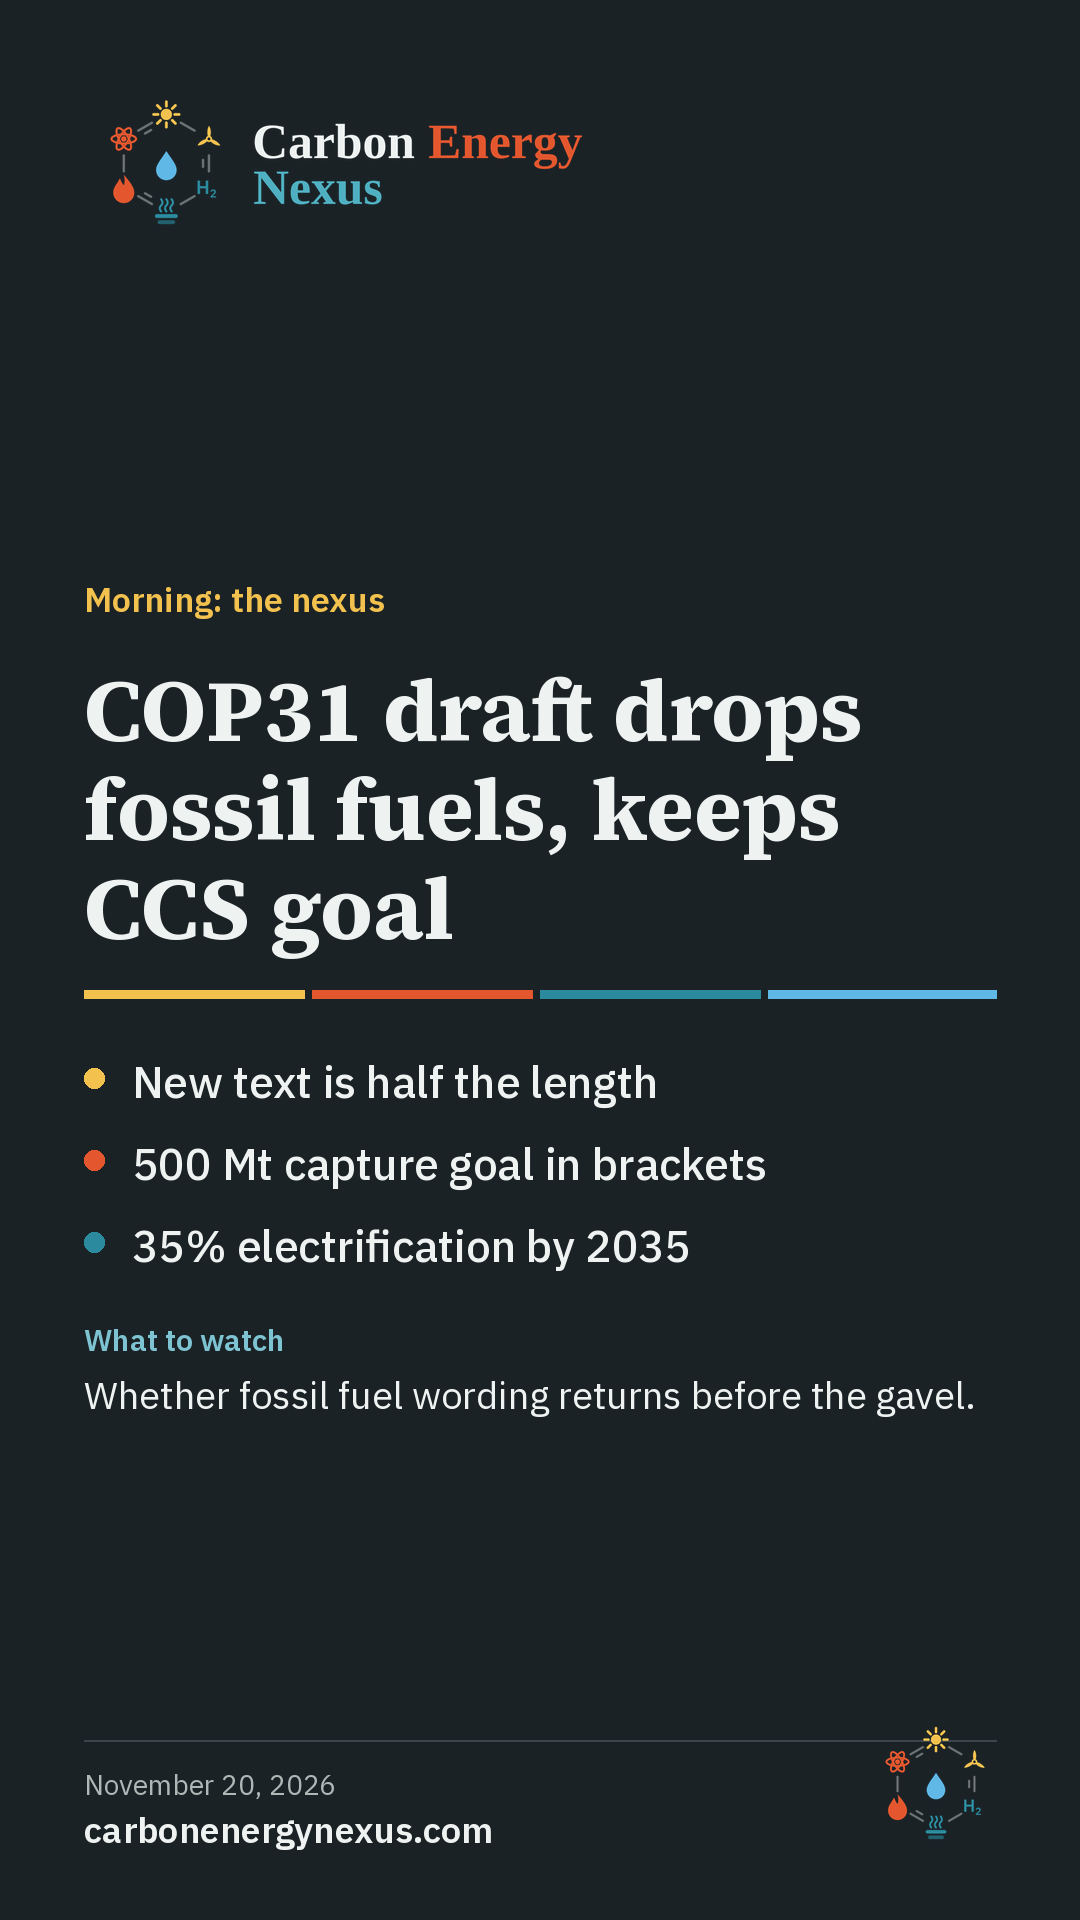 Carbon Energy
Nexus
H₂
Morning: the nexus
COP31 draft drops
fossil fuels, keeps
CCS goal
New text is half the length
500 Mt capture goal in brackets
35% electrification by 2035
What to watch
Whether fossil fuel wording returns before the gavel.
November 20, 2026
carbonenergynexus.com
H₂